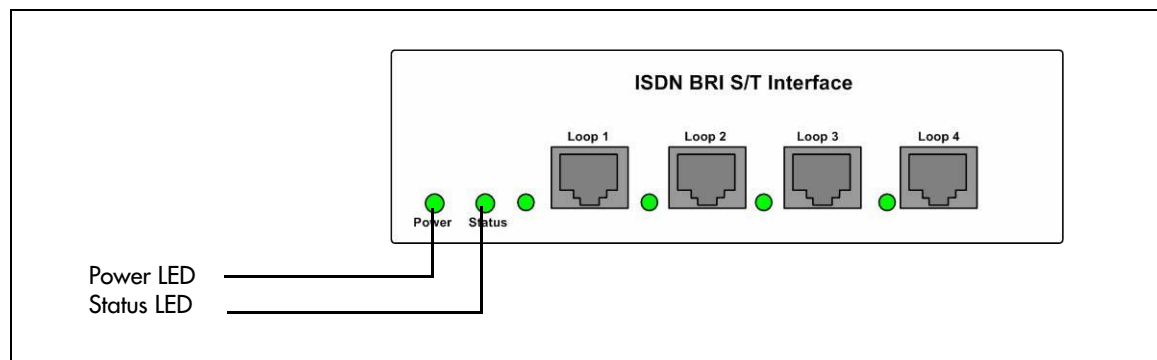 ISDN BRI S/T Interface
Loop 1 Loop 2 Loop 3 Loop 4
Power Status
Power LED
Status LED